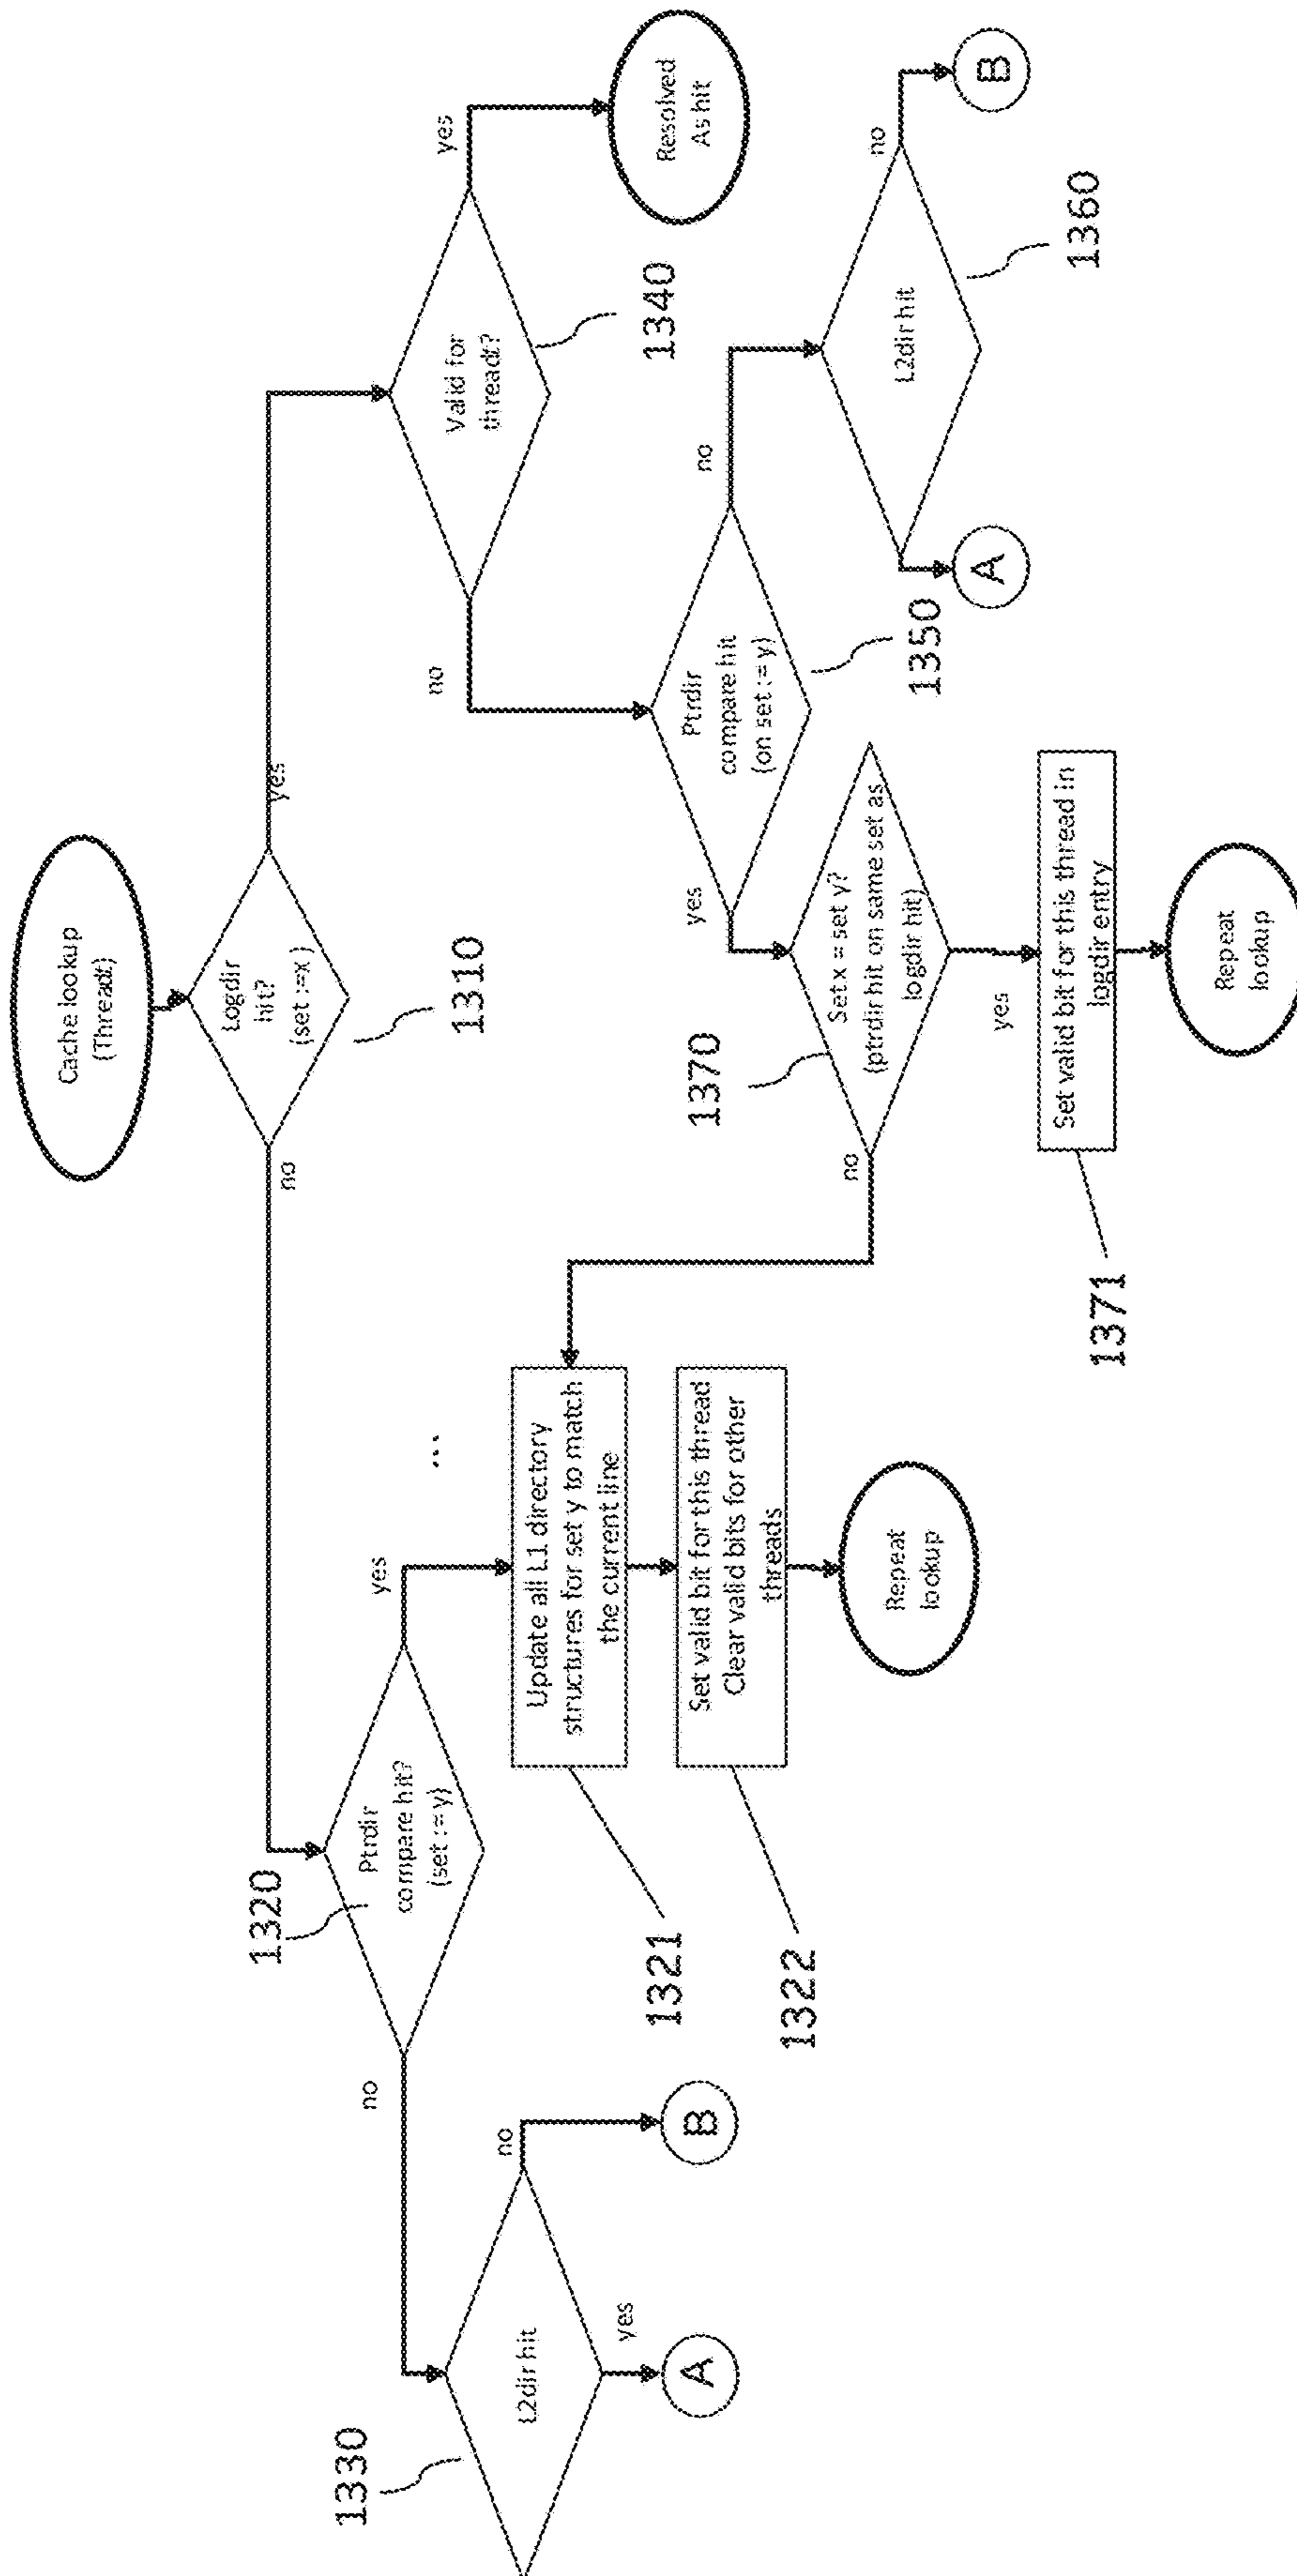 Cache lookup
(Threadt)
Logdir
hit?
(set :=x )
1310
no
yes
1320
Ptrdir
compare hit?
(set :=y)
no
yes
1330
L2dir hit
no
yes
A
B
...
Update all L1 directory
structures for set y to match
the current line
1321
Set valid bit for this thread
Clear valid bits for other
threads
1322
Repeat
lookup
Valid for
threadt?
1340
yes
no
Resolved
As hit
Ptrdir
compare hit
(on set := y)
1350
yes
no
L2dir hit
1360
no
A
B
1370
Set x = set y?
(ptrdir hit on same set as
logdir hit)
no
yes
Set valid bit for this thread in
logdir entry
1371
Repeat
lookup